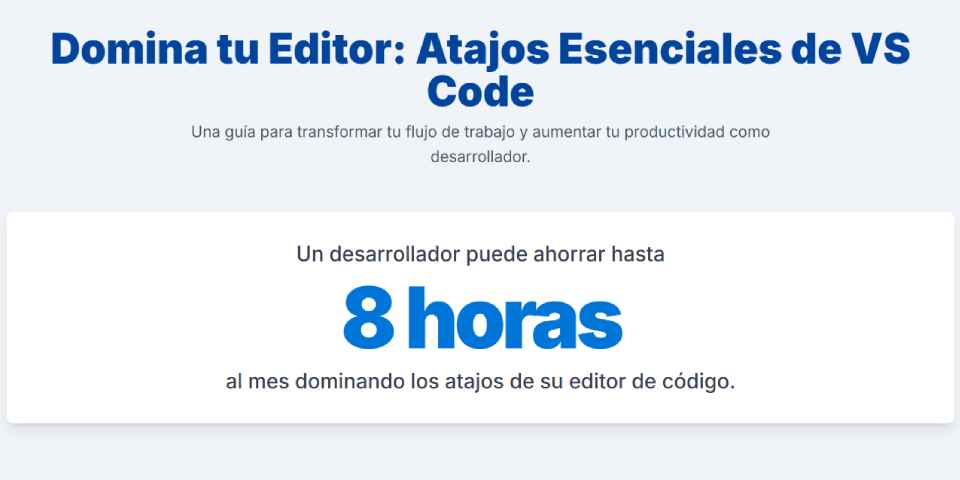 Domina tu Editor: Atajos Esenciales de VS
Code
Una guía para transformar tu flujo de trabajo y aumentar tu productividad como
desarrollador.
Un desarrollador puede ahorrar hasta
8 horas
al mes dominando los atajos de su editor de código.